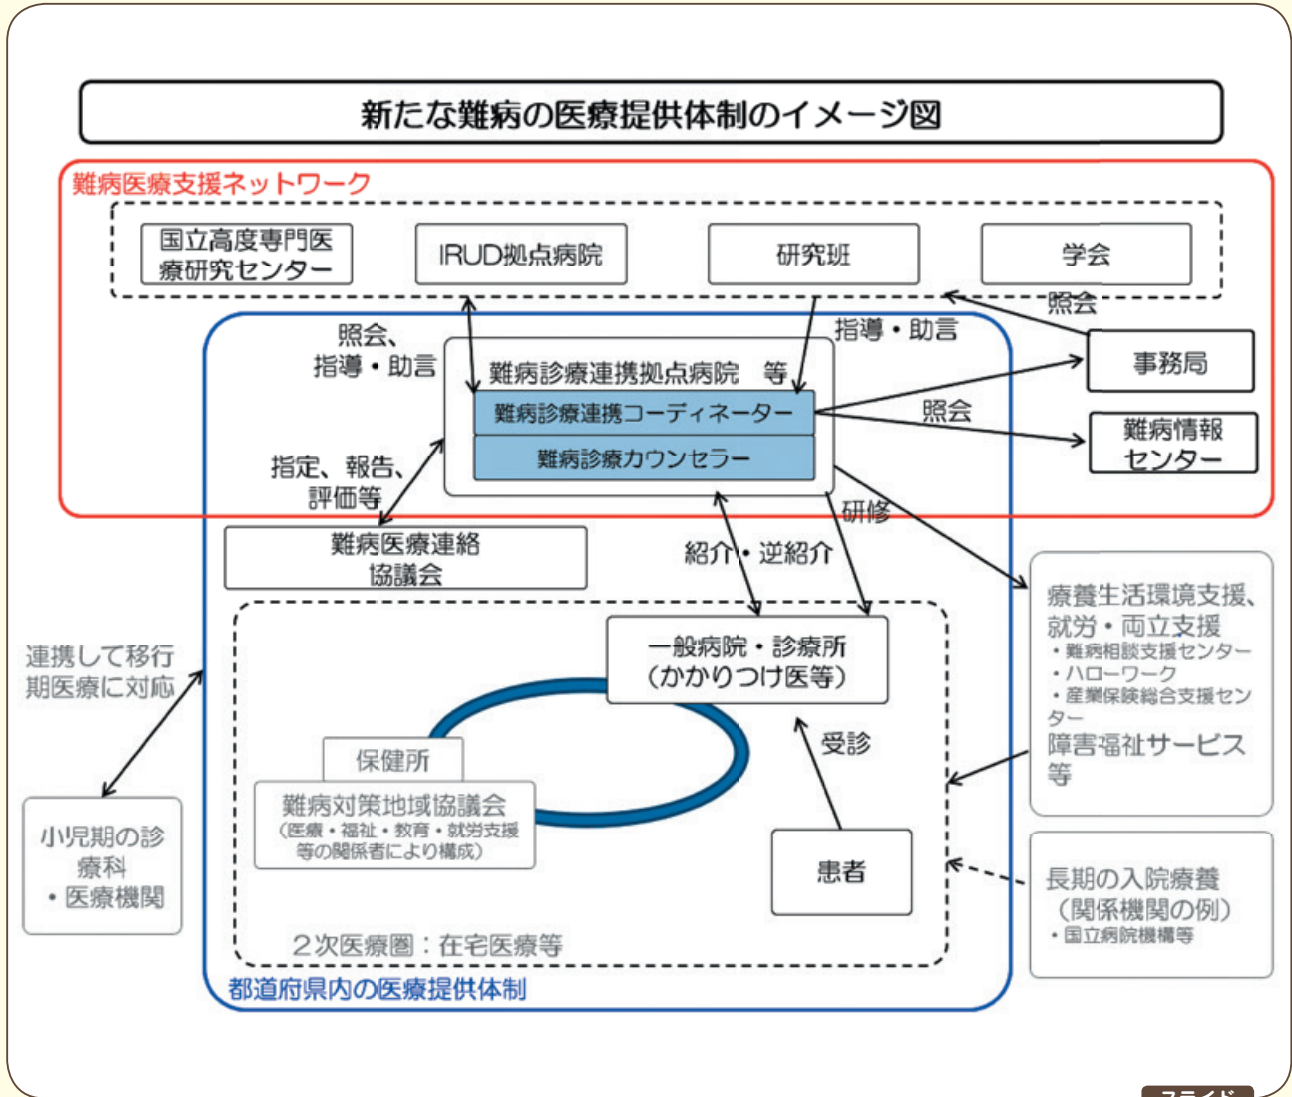 新たな難病の医療提供体制のイメージ図
難病医療支援ネットワーク
国立高度専門医
療研究センター
IRUD拠点病院
研究班
学会
照会
照会、
指導・助言
指導・助言
事務局
難病診療連携拠点病院 等
難病診療連携コーディネーター
難病診療カウンセラー
照会
難病情報
センター
指定、報告、
評価等
研修
難病医療連絡
協議会
紹介・逆紹介
療養生活環境支援、
就労・両立支援
・難病相談支援センター
・ハローワーク
・産業保険総合支援セン
ター
障害福祉サービス
等
一般病院・診療所
(かかりつけ医等)
連携して移行
期医療に対応
受診
保健所
難病対策地域協議会
(医療・福祉・教育・就労支援
等の関係者により構成)
小児期の診
療科
・医療機関
患者
長期の入院療養
(関係機関の例)
・国立病院機構等
2次医療圏：在宅医療等
都道府県内の医療提供体制
スライド